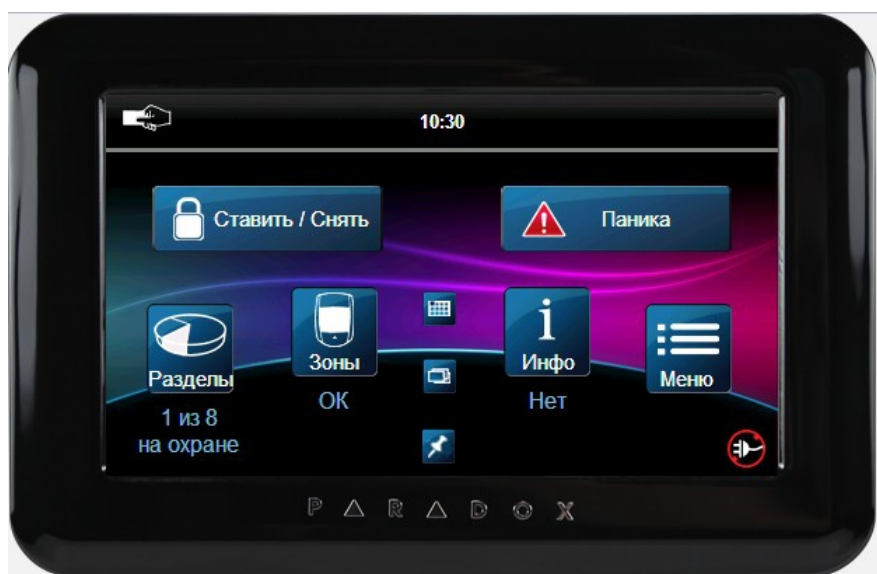 10:30
Ставить / Снять
Паника
Разделы
1 из 8
на охране
Зоны
ОК
Инфо
Нет
Меню
PARADOX